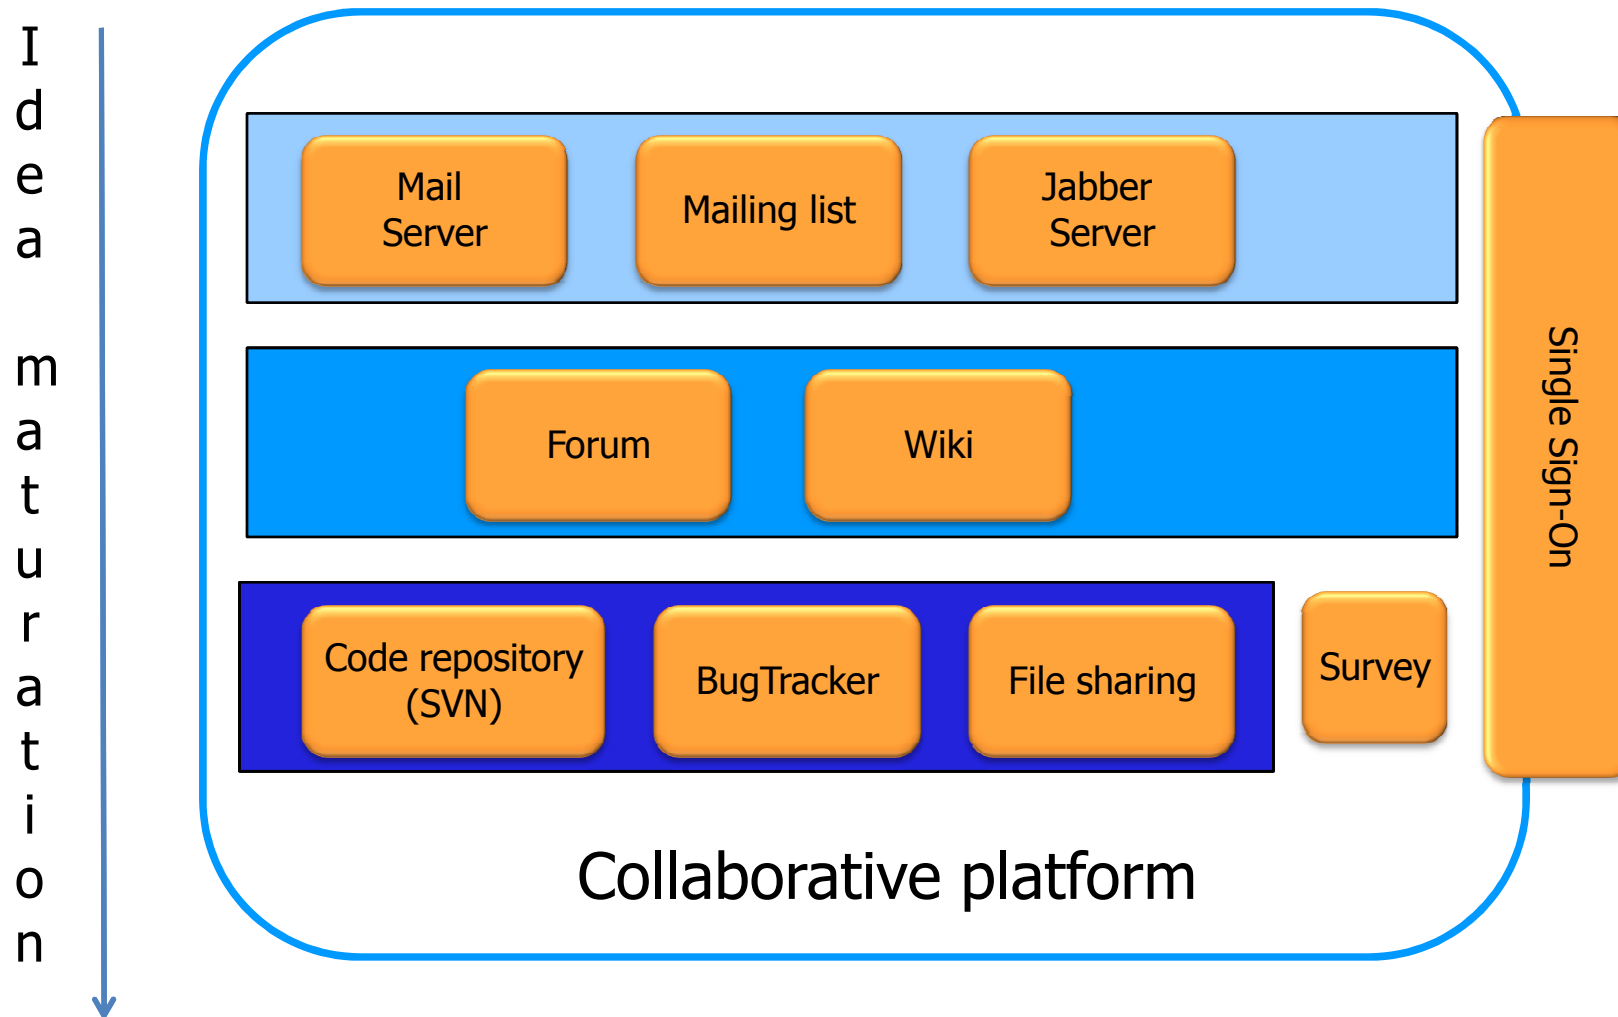 Idea maturation
Mail
Server
Mailing list
Jabber
Server
Forum
Wiki
Code repository
(SVN)
BugTracker
File sharing
Survey
Single Sign-On
Collaborative platform